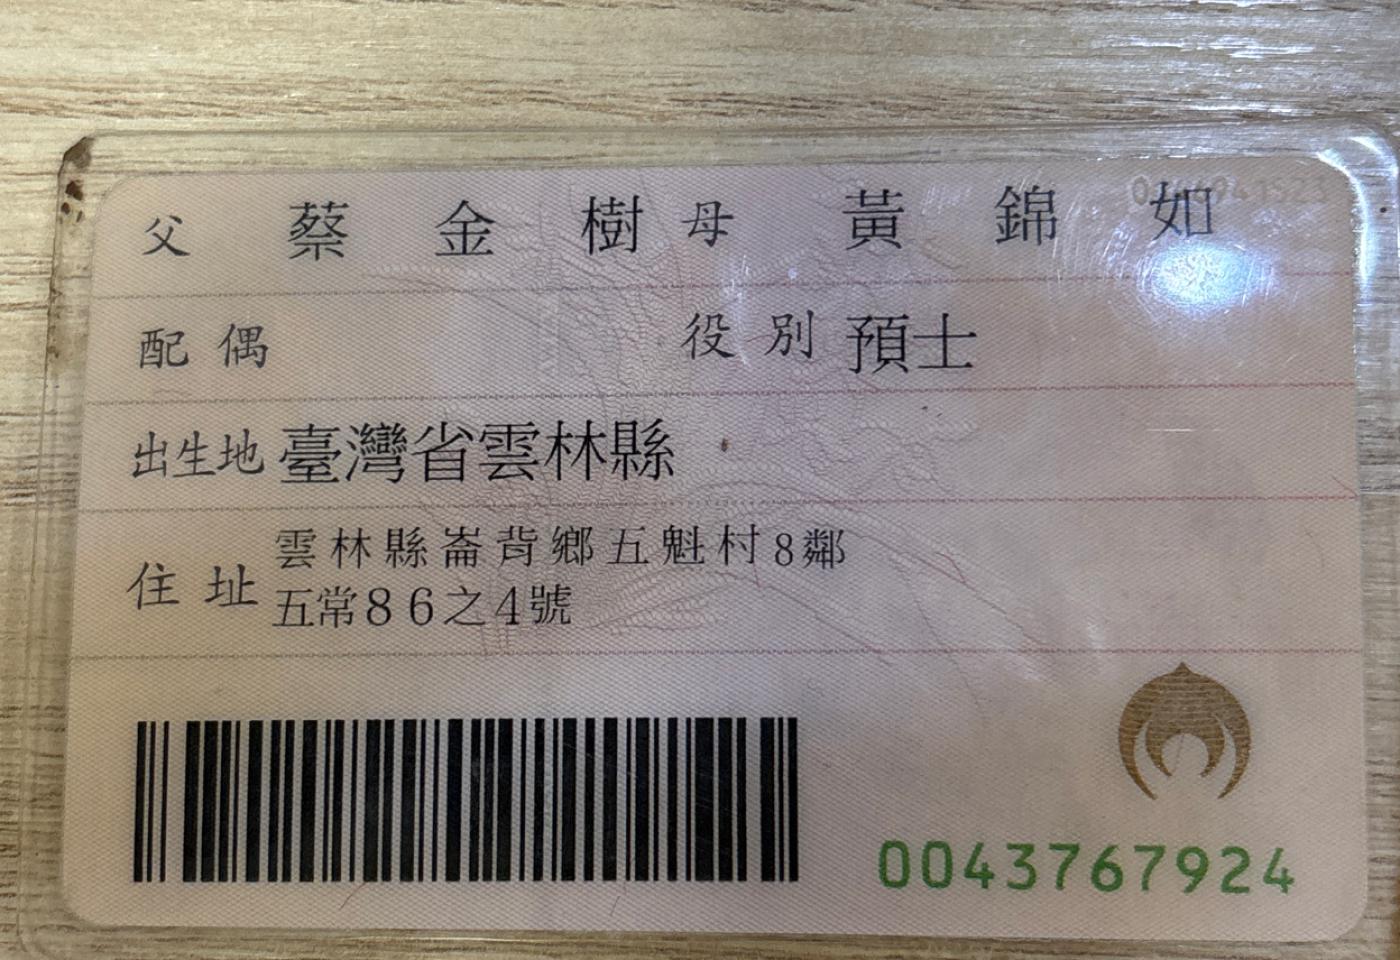 父 蔡金樹 母 黃錦如
配偶 役別 預士
出生地 臺灣省雲林縣
住址 雲林縣崙背鄉五魁村8鄰
五常86之4號
0043767924